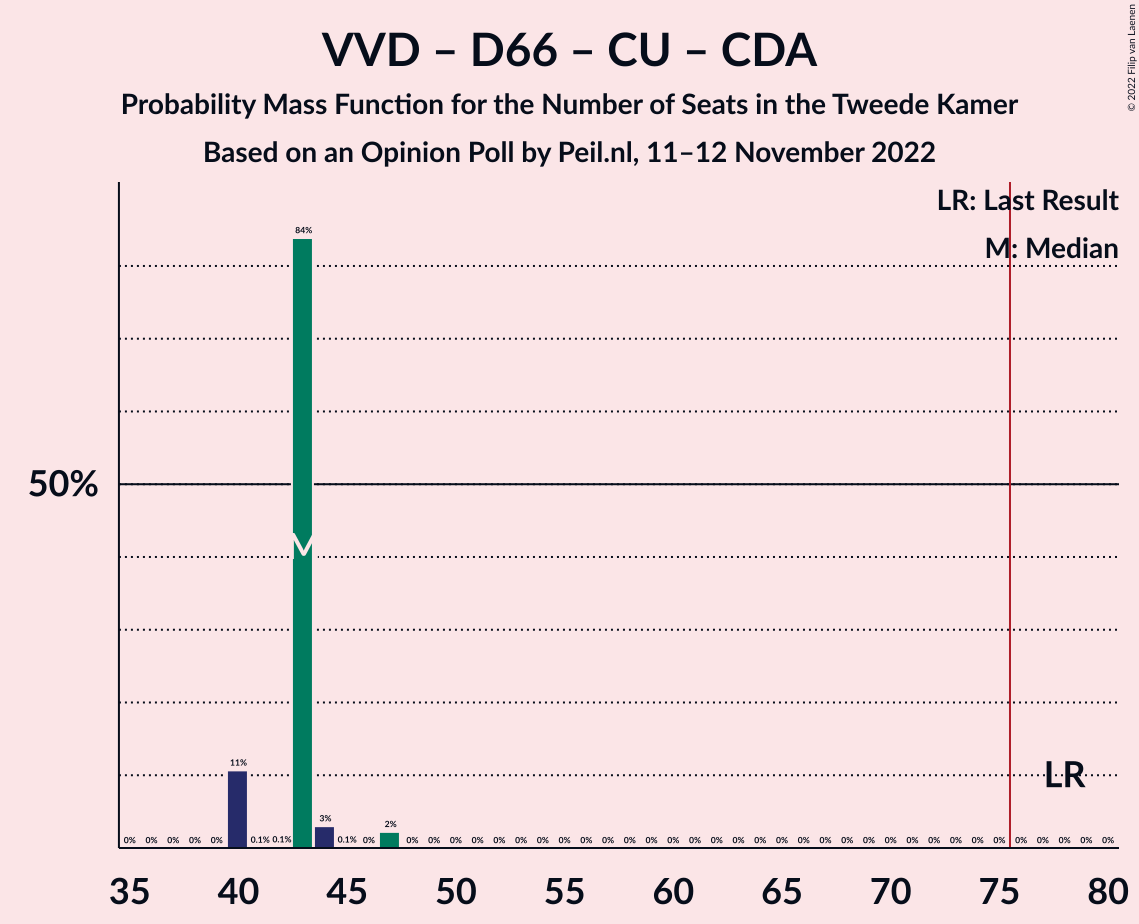 VVD – D66 – CU – CDA
Probability Mass Function for the Number of Seats in the Tweede Kamer
Based on an Opinion Poll by Peil.nl, 11–12 November 2022
© 2022 Filip van Laenen
LR: Last Result
M: Median
84%
50%
M
11%
LR
3%
2%
0% 0% 0% 0% 0% 0.1% 0.1% 0.1% 0% 0% 0% 0% 0% 0% 0% 0% 0% 0% 0% 0% 0% 0% 0% 0% 0% 0% 0% 0% 0% 0% 0% 0% 0% 0% 0% 0% 0% 0% 0% 0% 0% 0%
35 40 45 50 55 60 65 70 75 80